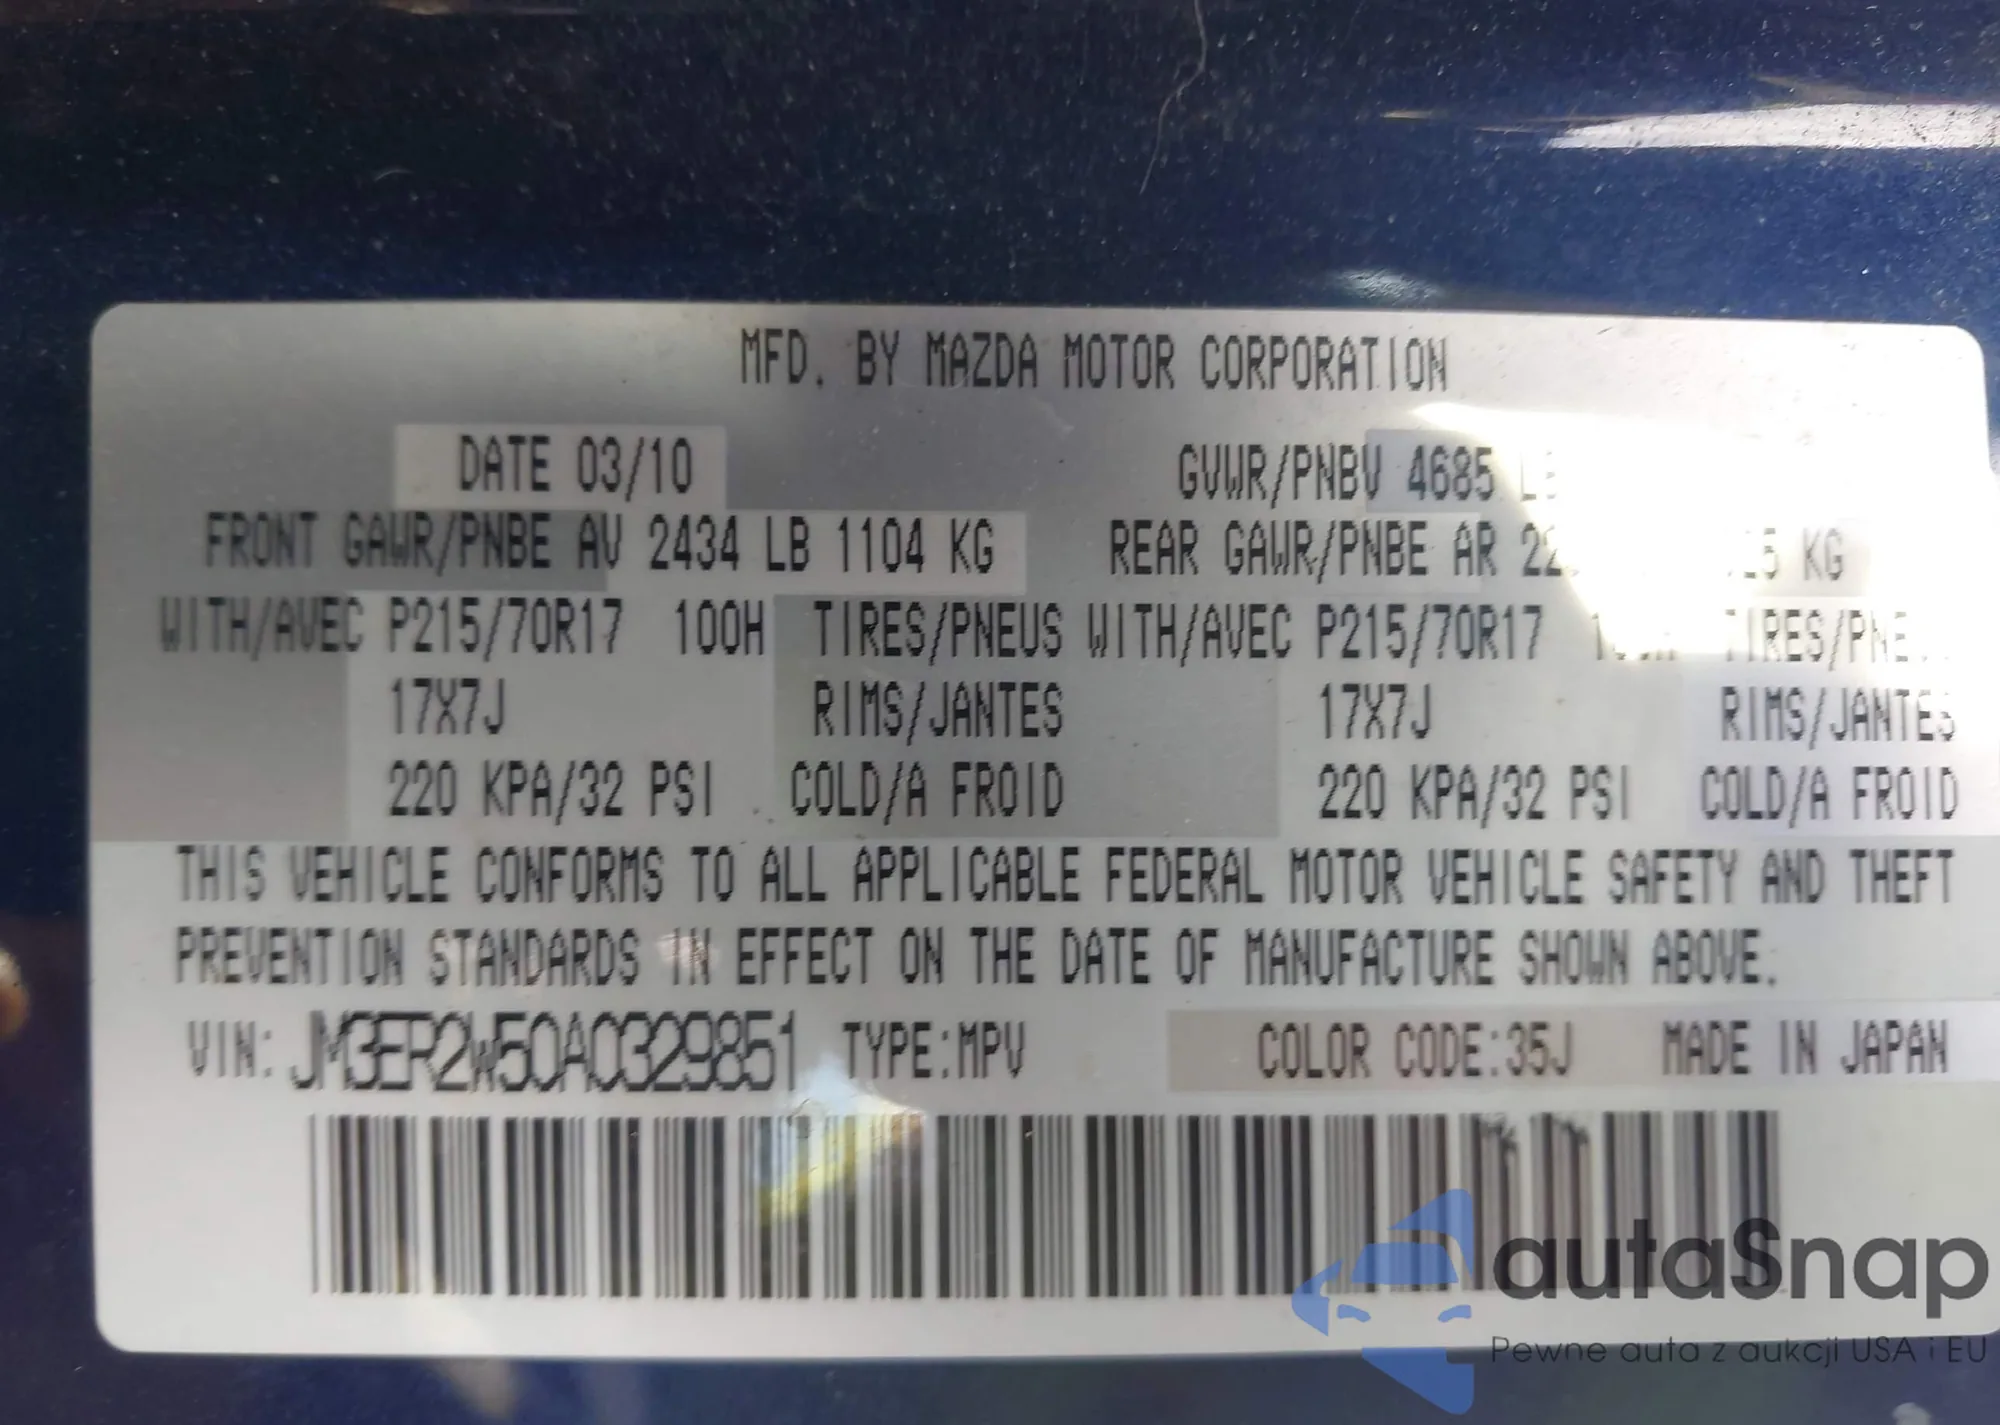 MFD. BY MAZDA MOTOR CORPORATION
DATE 03/10 GVWR/PNBV 4685
FRONT GAWR/PNBE AV 2434 LB 1104 KG REAR GAWR/PNBE AR KG
WITH/AVEC P215/70R17 100H TIRES/PNEUS WITH/AVEC P215/70R17
17X7J RIMS/JANTES 17X7J RIMS/JANTES
220 KPA/32 PSI COLD/A FROID 220 KPA/32 PSI COLD/A FROID
THIS VEHICLE CONFORMS TO ALL APPLICABLE FEDERAL MOTOR VEHICLE SAFETY AND THEFT
PREVENTION STANDARDS IN EFFECT ON THE DATE OF MANUFACTURE SHOWN ABOVE.
VIN: JM3ER2W50A0329851 TYPE:MPV COLOR CODE:35J MADE IN JAPAN
autaSnap
Pewne auta z aukcji USA i EU